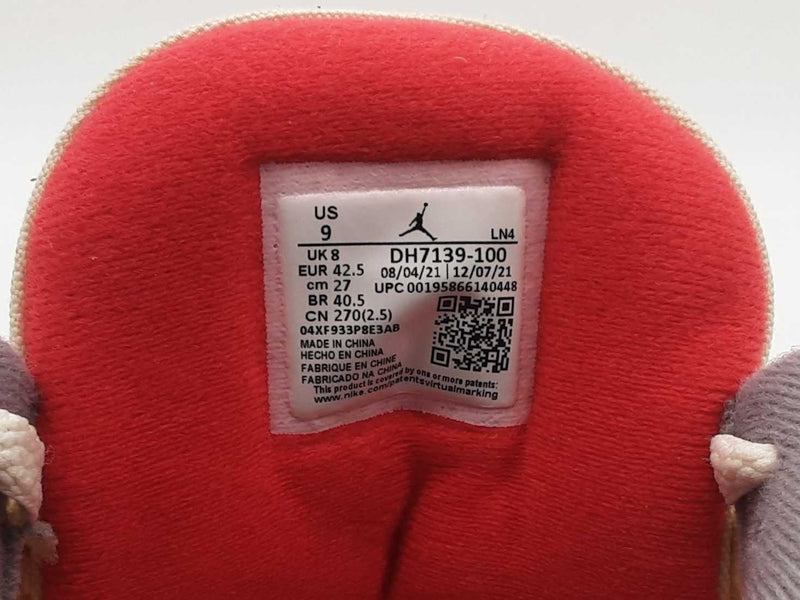 US
9
LN4
UK 8
DH7139-100
EUR 42.5
08/04/21 | 12/07/21
cm 27
UPC 00195866140448
BR 40.5
CN 270(2.5)
04XF933P8E3AB
MADE IN CHINA
HECHO EN CHINA
FABRIQUE EN CHINE
FABRICADO NA CHINA
This product is covered by one or more patents:
www.nike.com/patentsvirtualmarking